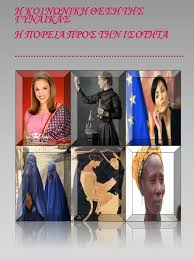 Η ΚΟΙΝΩΝΙΚΗ ΘΕΣΗ ΤΗΣ
ΓΥΝΑΙΚΑΣ
Η ΠΟΡΕΙΑ ΠΡΟΣ ΤΗΝ ΙΣΟΤΗΤΑ